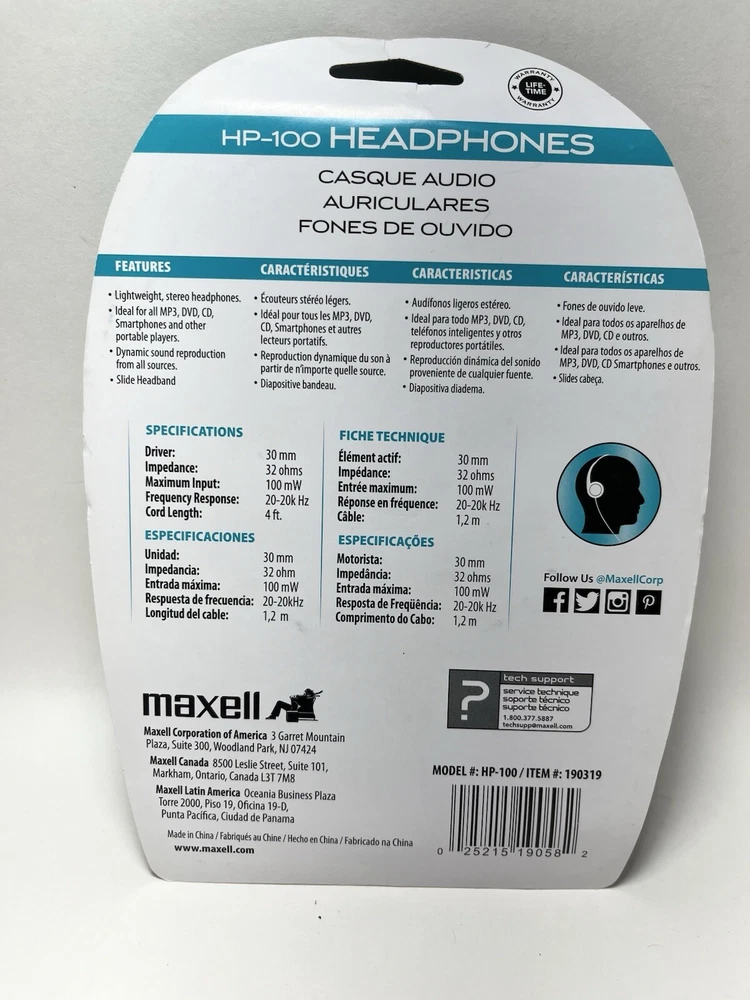 WARRANTY
LIFE-
TIME
WARRANTY
HP-100 HEADPHONES
CASQUE AUDIO
AURICULARES
FONES DE OUVIDO
FEATURES
• Lightweight, stereo headphones.
• Ideal for all MP3, DVD, CD,
Smartphones and other
portable players.
• Dynamic sound reproduction
from all sources.
• Slide Headband
CARACTÉRISTIQUES
• Écouteurs stéréo légers.
• Idéal pour tous les MP3, DVD,
CD, Smartphones et autres
lecteurs portatifs.
• Reproduction dynamique du son à
partir de n'importe quelle source.
• Diapositive bandeau.
CARACTERISTICAS
• Audífonos ligeros estéreo.
• Ideal para todo MP3, DVD, CD,
teléfonos inteligentes y otros
reproductores portátiles.
• Reproducción dinámica del sonido
proveniente de cualquier fuente.
• Diapositiva diadema.
CARACTERÍSTICAS
• Fones de ouvido leve.
• Ideal para todos os aparelhos de
MP3, DVD, CD e outros.
• Ideal para todos os aparelhos de
MP3, DVD, CD Smartphones e outros.
• Slides cabeça.
SPECIFICATIONS
Driver: 30 mm
Impedance: 32 ohms
Maximum Input: 100 mW
Frequency Response: 20-20k Hz
Cord Length: 4 ft.
FICHE TECHNIQUE
Élément actif: 30 mm
Impédance: 32 ohms
Entrée maximum: 100 mW
Réponse en fréquence: 20-20k Hz
Câble: 1,2 m
ESPECIFICACIONES
Unidad: 30 mm
Impedancia: 32 ohm
Entrada máxima: 100 mW
Respuesta de frecuencia: 20-20kHz
Longitud del cable: 1,2 m
ESPECIFICAÇÕES
Motorista: 30 mm
Impedância: 32 ohms
Entrada máxima: 100 mW
Resposta de Freqüência: 20-20k Hz
Comprimento do Cabo: 1,2 m
Follow Us @MaxellCorp
maxell
Maxell Corporation of America 3 Garret Mountain
Plaza, Suite 300, Woodland Park, NJ 07424
Maxell Canada 8500 Leslie Street, Suite 101,
Markham, Ontario, Canada L3T 7M8
Maxell Latin America Oceania Business Plaza
Torre 2000, Piso 19, Oficina 19-D,
Punta Pacífica, Ciudad de Panama
Made in China / Fabriqués au Chine / Hecho en China / Fabricado na China
www.maxell.com
?
tech support
service technique
soporte técnico
suporte técnico
1.800.377.5887
techsupp@maxell.com
MODEL #: HP-100 / ITEM #: 190319
0 25215 19058 2